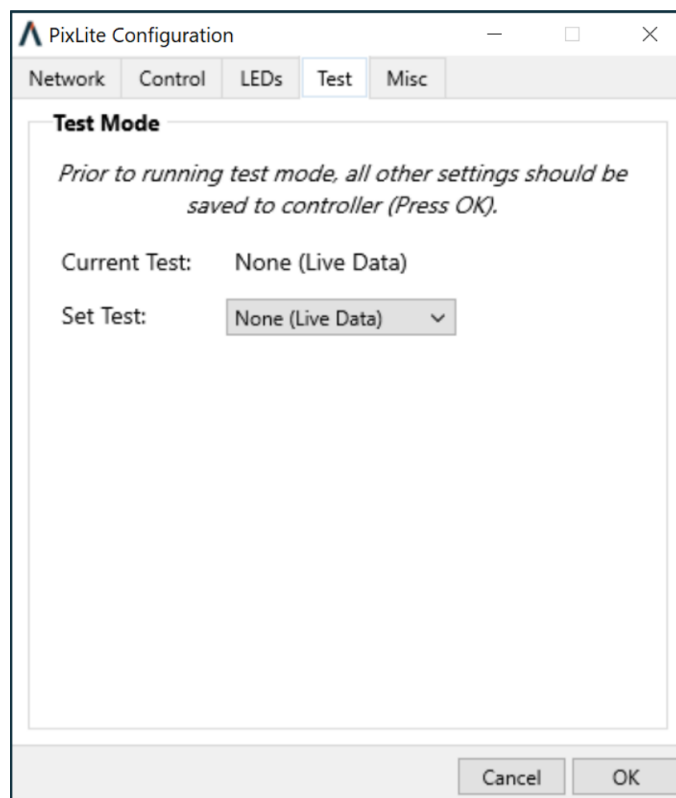 PixLite Configuration
Network Control LEDs Test Misc
Test Mode
Prior to running test mode, all other settings should be
saved to controller (Press OK).
Current Test: None (Live Data)
Set Test: None (Live Data)
Cancel OK